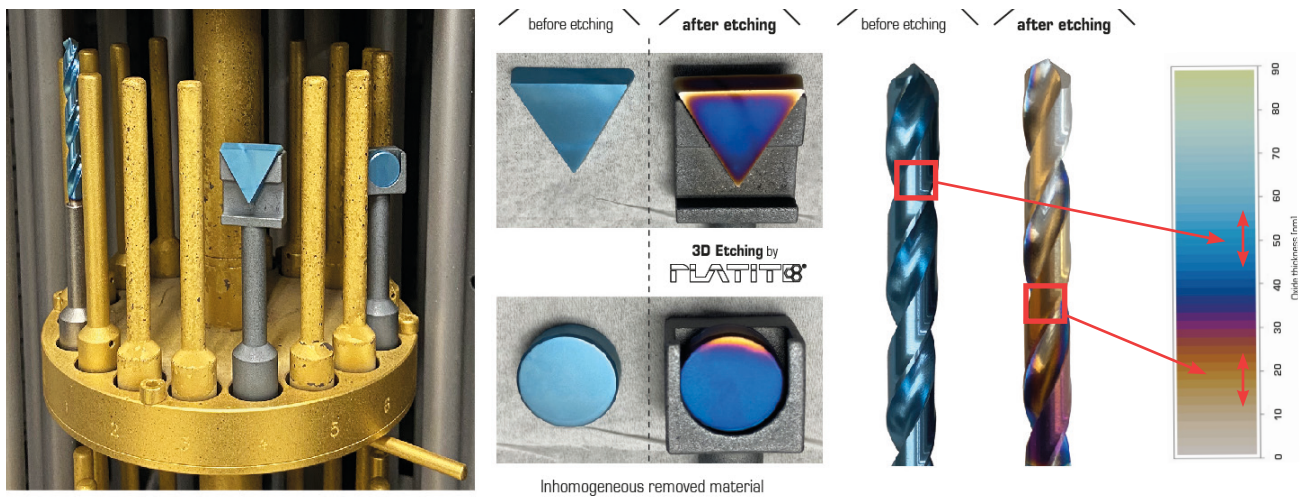 before etching
after etching
before etching
after etching
3D Etching by
PLATIT
Inhomogeneous removed material
1
2
3
4
5
6
90
80
70
60
50
40
30
20
10
0
Oxide thickness [nm]